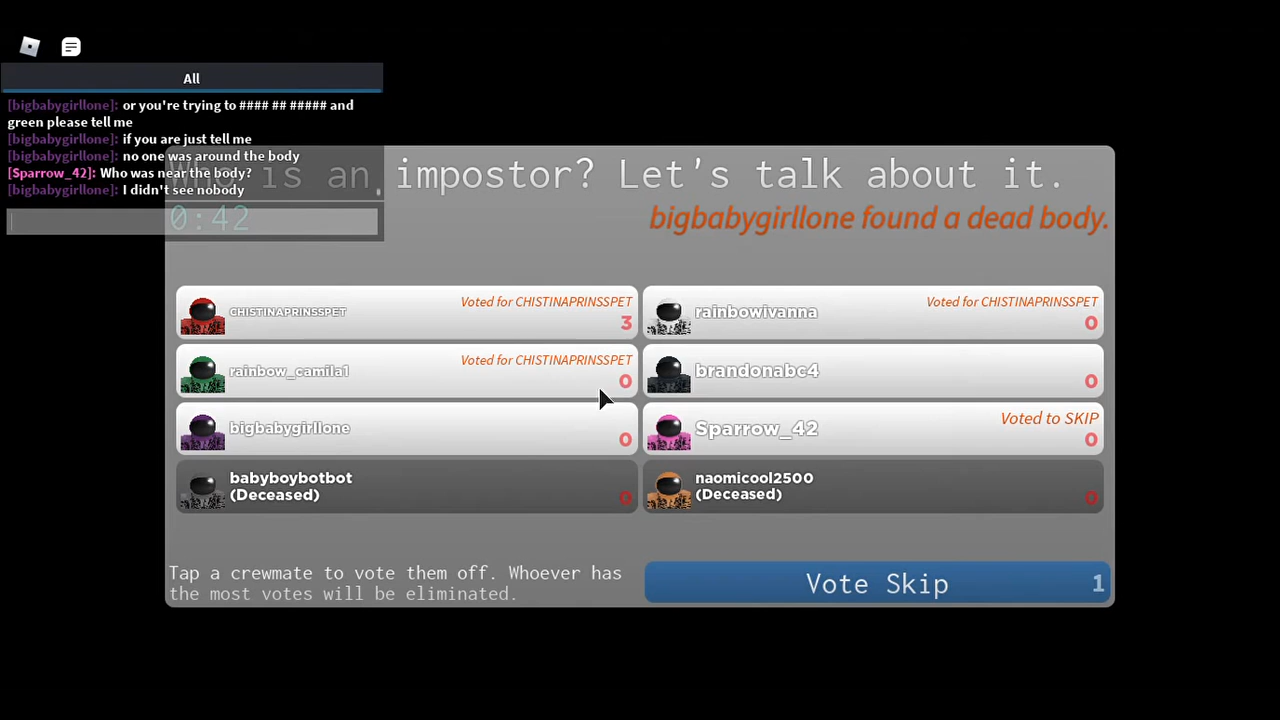 All
[bigbabygirllone]: or you're trying to #### ## ##### and
green please tell me
[bigbabygirllone]: if you are just tell me
[bigbabygirllone]: no one was around the body
[Sparrow_42]: Who was near the body?
[bigbabygirllone]: I didn't see nobody
Who is an impostor? Let's talk about it.
0:42
bigbabygirllone found a dead body.
CHISTINAPRINSSPET
Voted for CHISTINAPRINSSPET
3
rainbowivanna
Voted for CHISTINAPRINSSPET
0
rainbow_camila1
Voted for CHISTINAPRINSSPET
0
brandonabc4
0
bigbabygirllone
0
Sparrow_42
Voted to SKIP
0
babyboybotbot
(Deceased)
0
naomicool2500
(Deceased)
0
Tap a crewmate to vote them off. Whoever has
the most votes will be eliminated.
Vote Skip
1